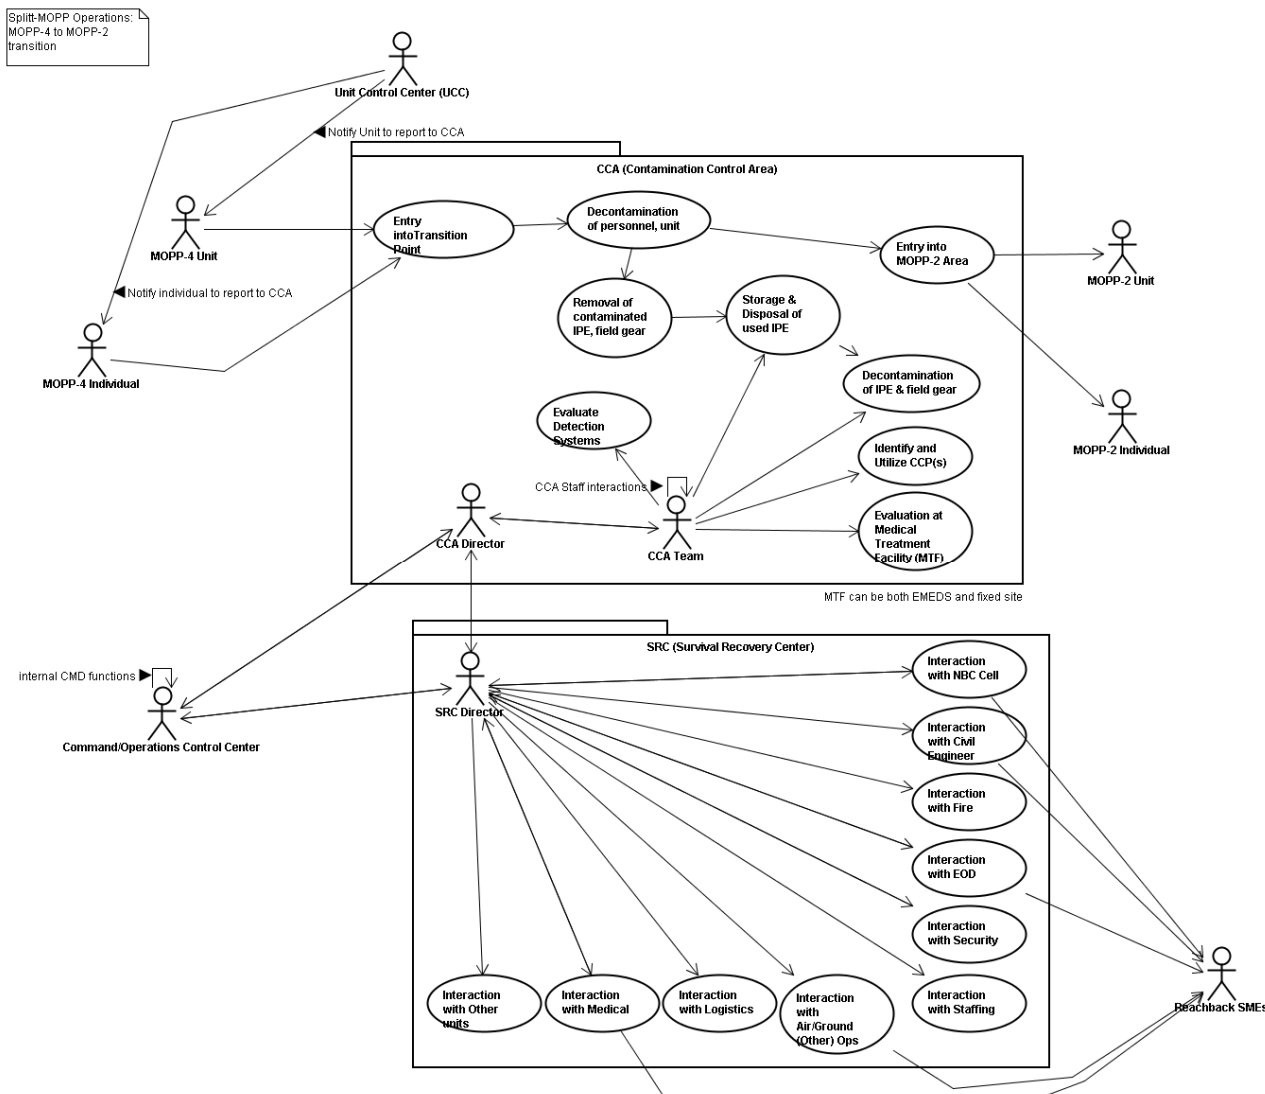 Splitt-MOPP Operations:
MOPP-4 to MOPP-2
transition
Unit Control Center (UCC)
Notify Unit to report to CCA
CCA (Contamination Control Area)
MOPP-4 Unit
Entry
intoTransition
Point
Decontamination
of personnel, unit
Entry into
MOPP-2 Area
MOPP-2 Unit
Notify individual to report to CCA
Removal of
contaminated
IPE, field gear
Storage &
Disposal of
used IPE
MOPP-4 Individual
Decontamination
of IPE & field gear
Evaluate
Detection
Systems
MOPP-2 Individual
Identify and
Utilize CCP(s)
CCA Staff interactions
CCA Director
CCA Team
Evaluation at
Medical
Treatment
Facility (MTF)
MTF can be both EMEDS and fixed site
SRC (Survival Recovery Center)
internal CMD functions
Command/Operations Control Center
SRC Director
Interaction
with NBC Cell
Interaction
with Civil
Engineer
Interaction
with Fire
Interaction
with EOD
Interaction
with Security
Interaction
with Other
units
Interaction
with Medical
Interaction
with Logistics
Interaction
with
Air/Ground
(Other) Ops
Interaction
with Staffing
Reachback SMEs